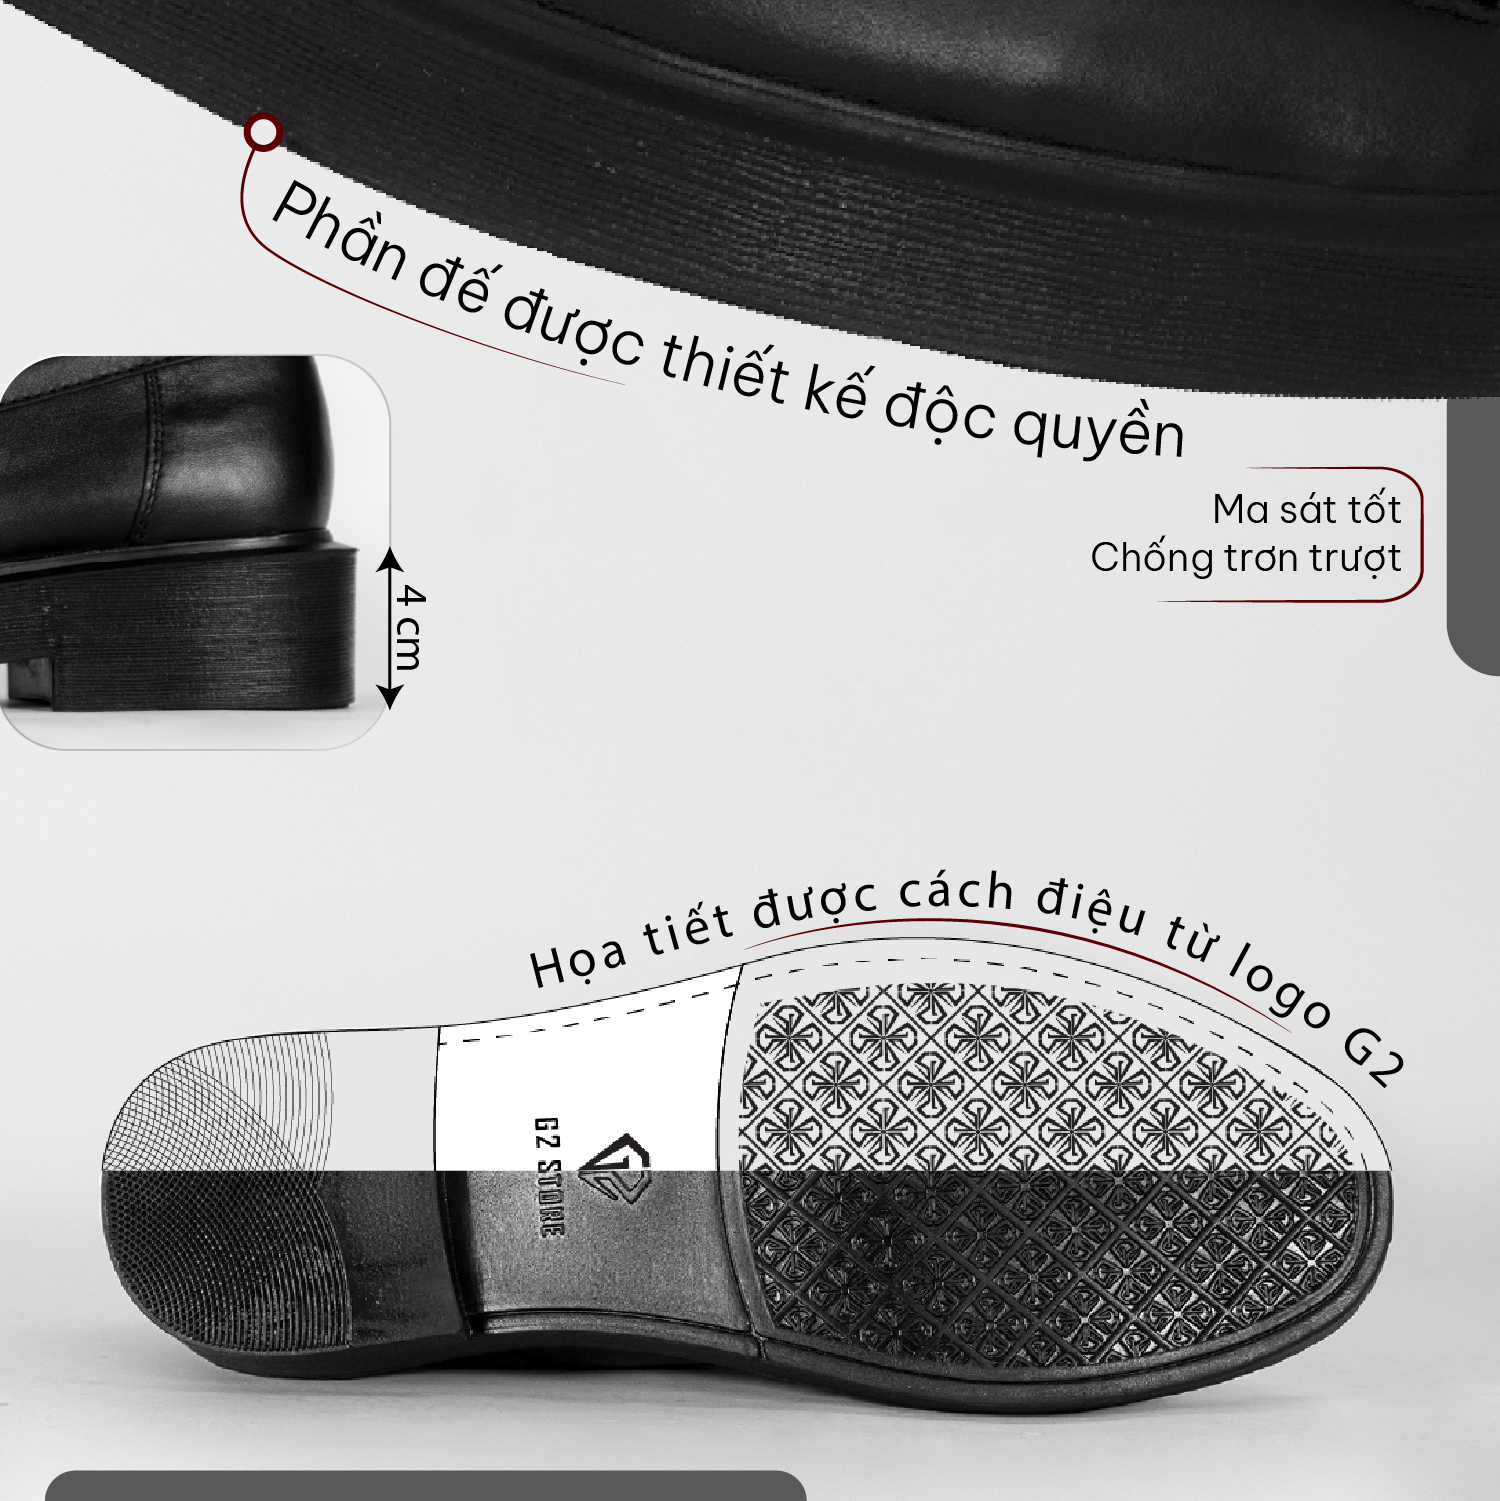 Phần đế được thiết kế độc quyền
Ma sát tốt
Chống trơn trượt
4 cm
Họa tiết được cách điệu từ logo G2
G2 STORE